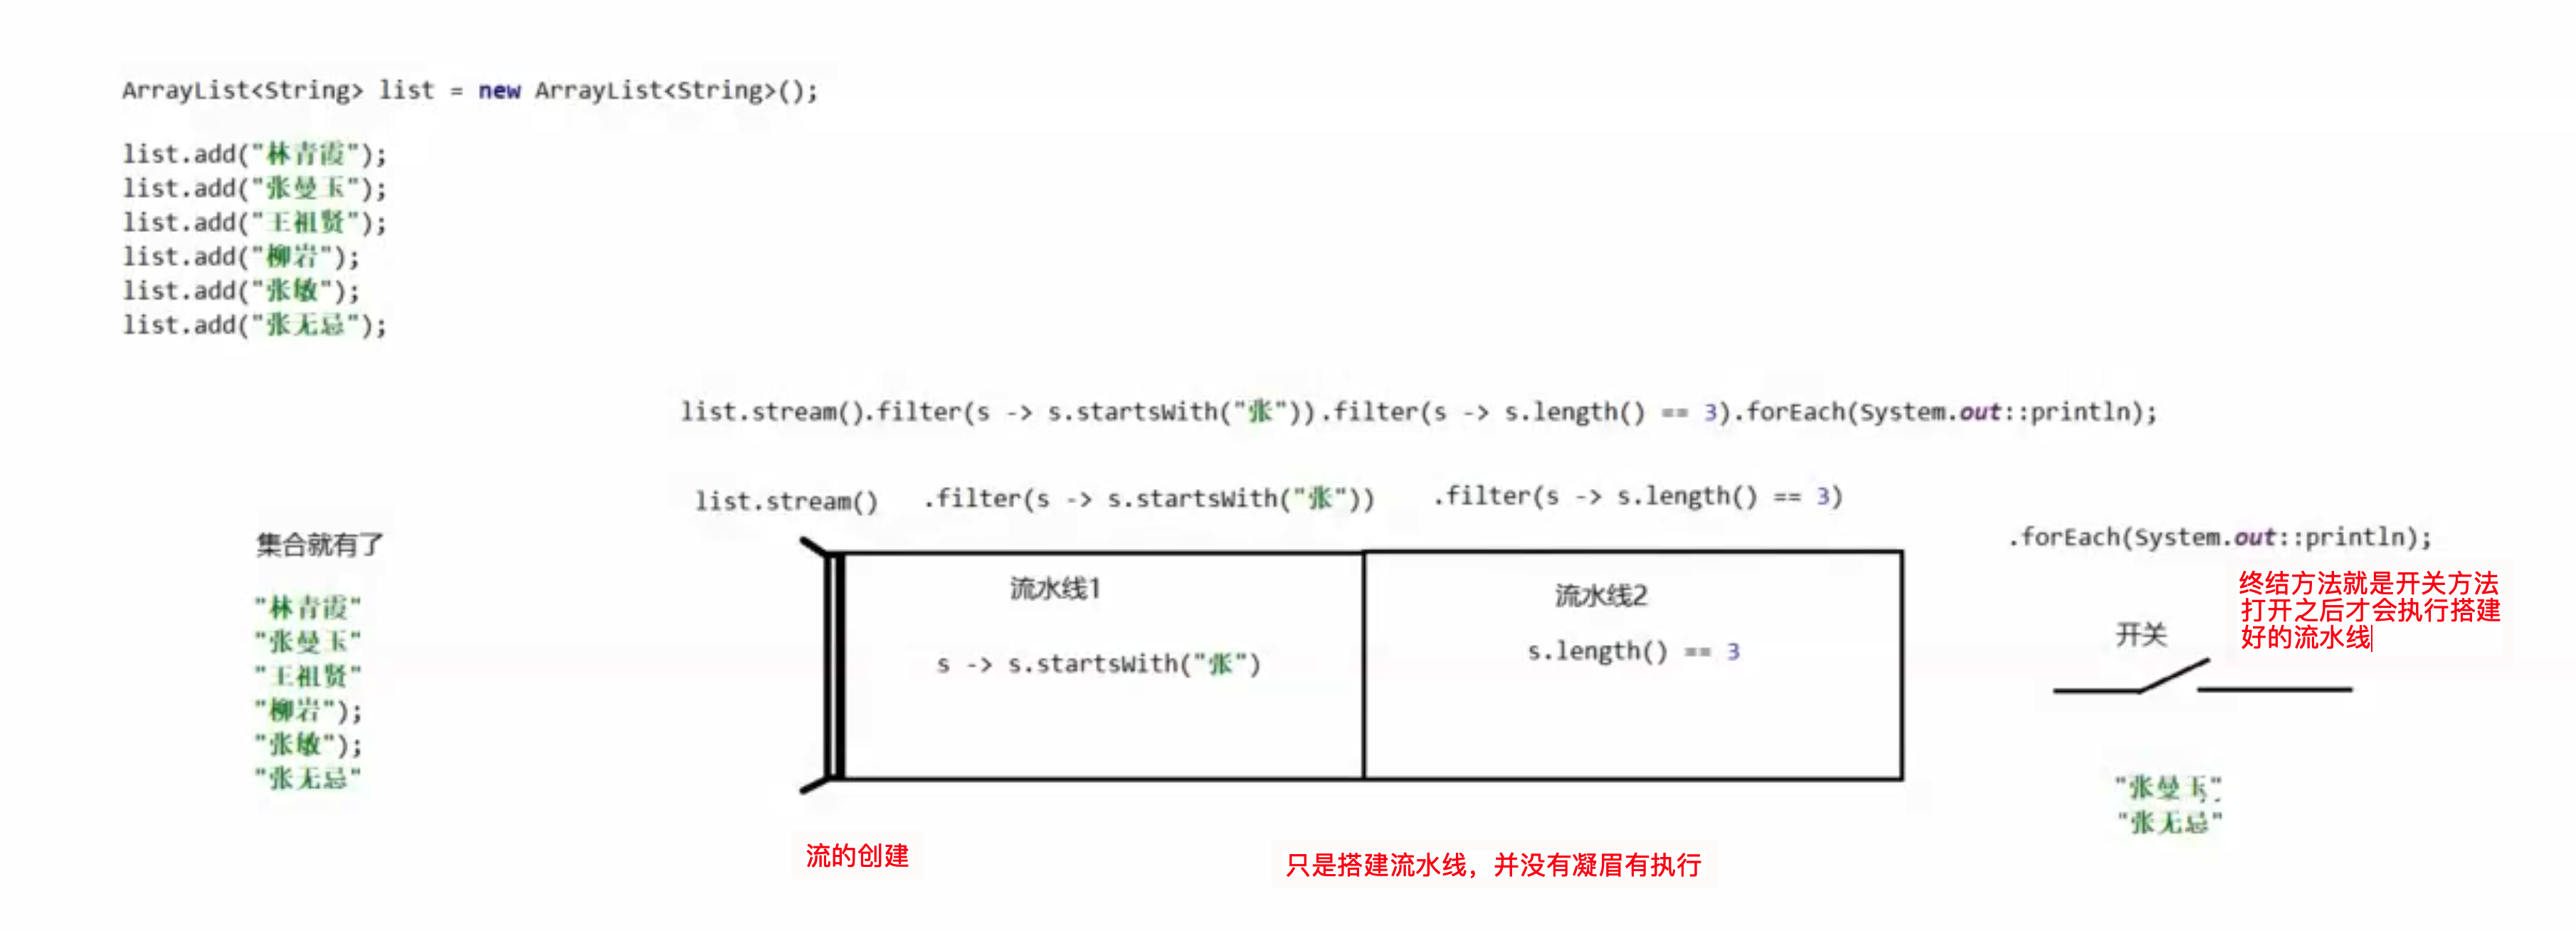 ArrayList<String> list = new ArrayList<String>();
list.add("林青霞");
list.add("张曼玉");
list.add("王祖贤");
list.add("柳岩");
list.add("张敏");
list.add("张无忌");
list.stream().filter(s -> s.startsWith("张")).filter(s -> s.length() == 3).forEach(System.out::println);
list.stream()
.filter(s -> s.startsWith("张"))
.filter(s -> s.length() == 3)
.forEach(System.out::println);
集合就有了
"林青霞"
"张曼玉"
"王祖贤"
"柳岩");
"张敏");
"张无忌"
流水线1
s -> s.startsWith("张")
流水线2
s.length() == 3
终结方法就是开关方法
打开之后才会执行搭建
好的流水线
开关
"张曼玉"
"张无忌"
流的创建
只是搭建流水线，并没有凝眉有执行